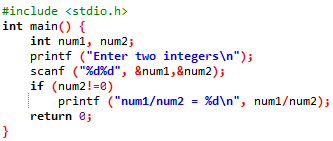 #include <stdio.h>
int main() {
    int num1, num2;
    printf ("Enter two integers\n");
    scanf ("%d%d", &num1,&num2);
    if (num2!=0)
        printf ("num1/num2 = %d\n", num1/num2);
    return 0;
}